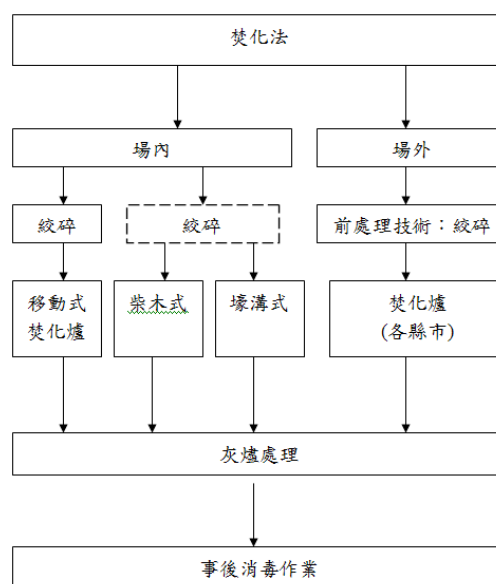 焚化法
場內
場外
絞碎
絞碎
前處理技術：絞碎
移動式
焚化爐
柴木式
壕溝式
焚化爐
(各縣市)
灰燼處理
事後消毒作業